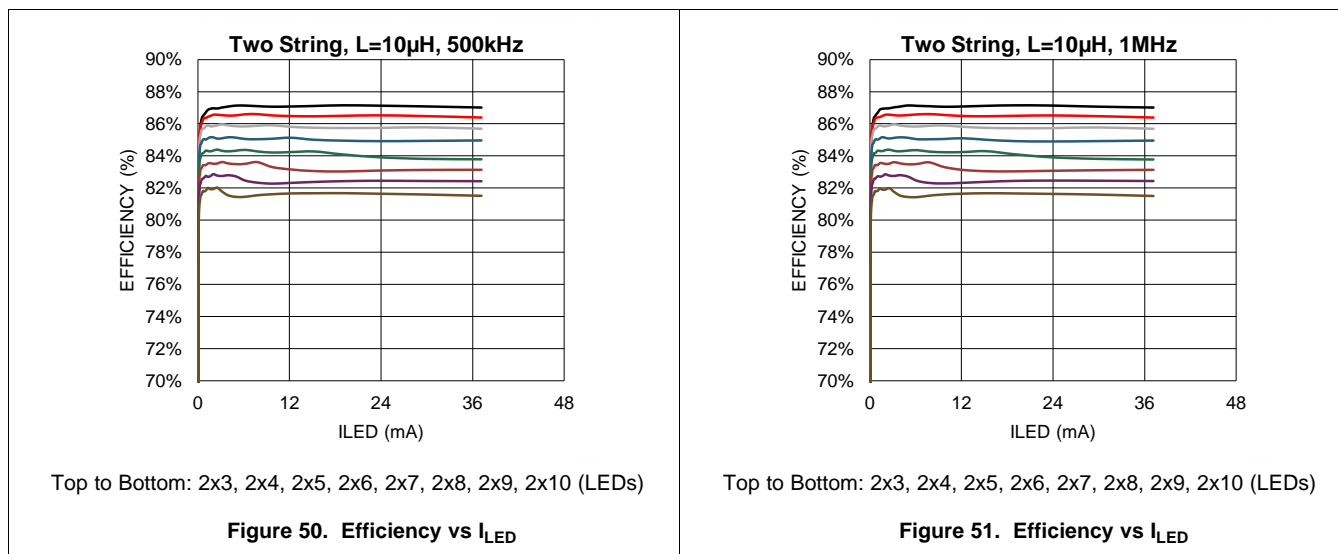 Two String, L=10µH, 500kHz
90%
88%
86%
84%
82%
80%
78%
76%
74%
72%
70%
EFFICIENCY (%)
0 12 24 36 48
ILED (mA)
Top to Bottom: 2x3, 2x4, 2x5, 2x6, 2x7, 2x8, 2x9, 2x10 (LEDs)
Figure 50. Efficiency vs ILED
Two String, L=10µH, 1MHz
90%
88%
86%
84%
82%
80%
78%
76%
74%
72%
70%
EFFICIENCY (%)
0 12 24 36 48
ILED (mA)
Top to Bottom: 2x3, 2x4, 2x5, 2x6, 2x7, 2x8, 2x9, 2x10 (LEDs)
Figure 51. Efficiency vs ILED